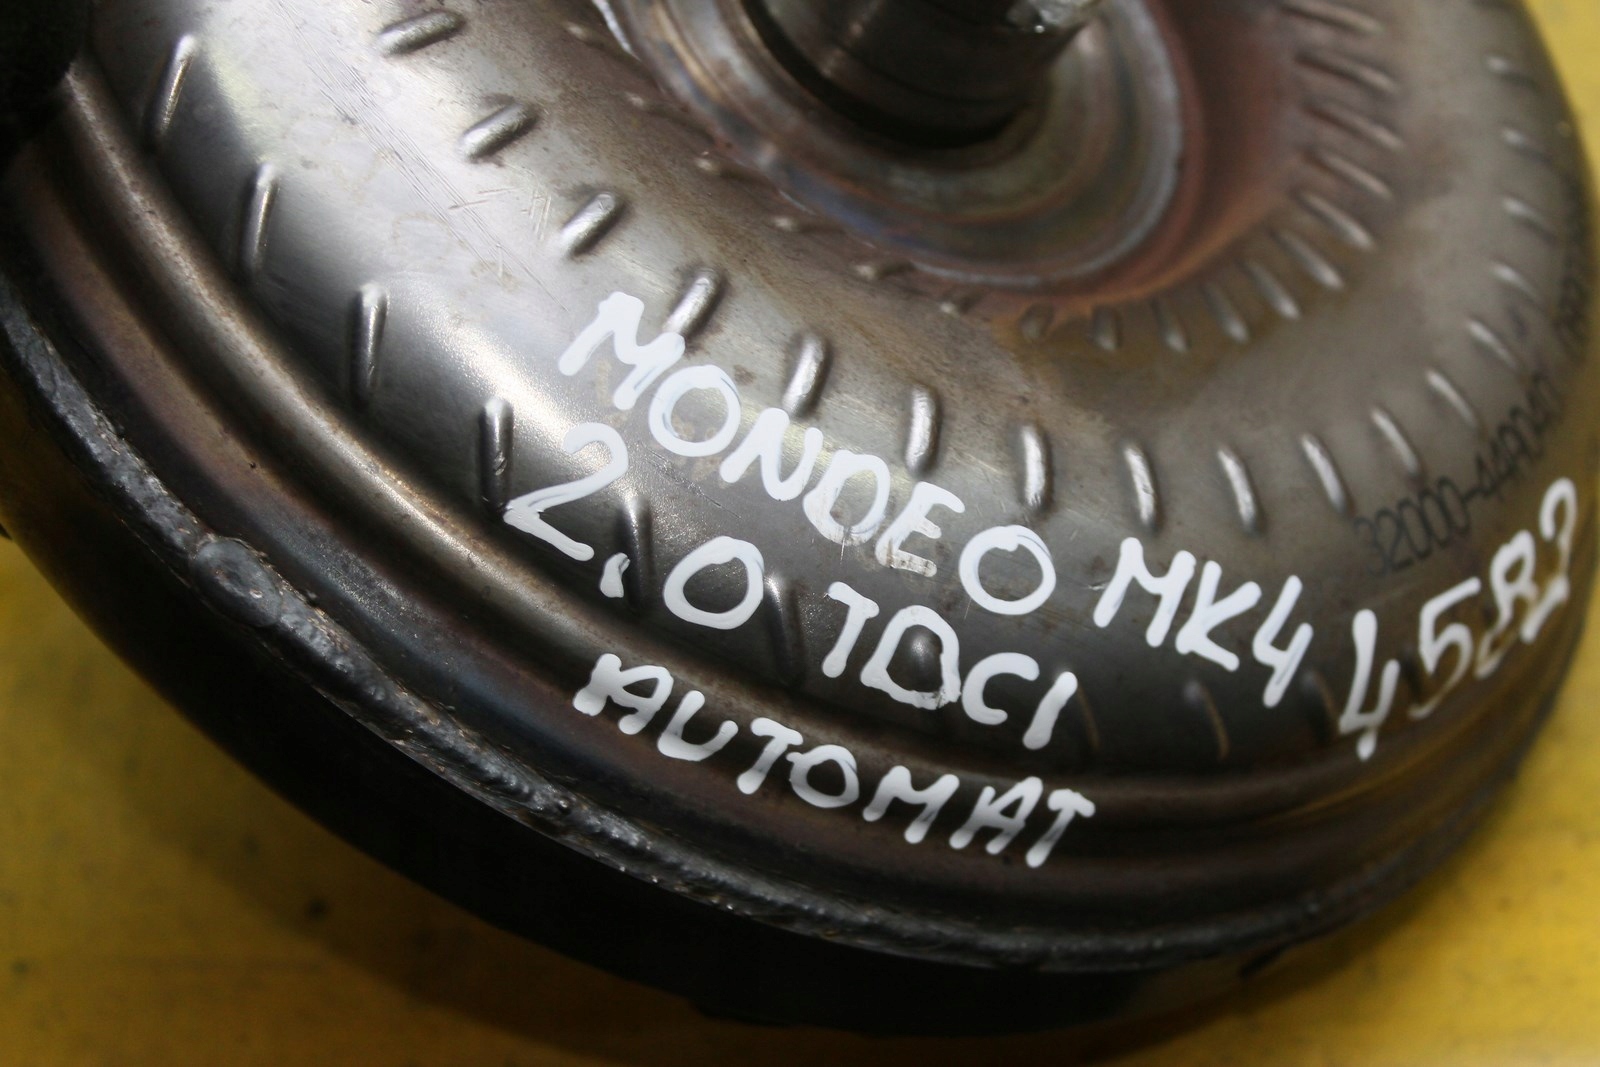 MONDEO MK4 4582
2.0 TDCI
AUTOMAT